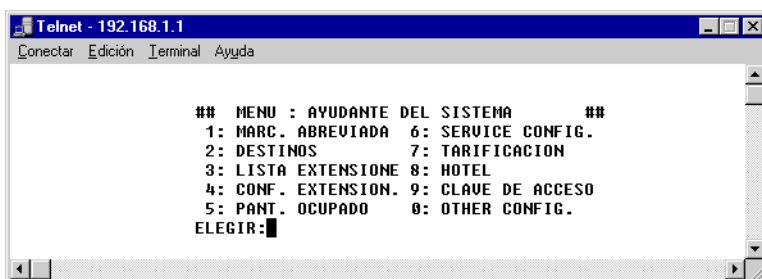 Telnet - 192.168.1.1
Conectar Edición Terminal Ayuda
## MENU : AYUDANTE DEL SISTEMA ##
1: MARC. ABREVIADA 6: SERVICE CONFIG.
2: DESTINOS 7: TARIFICACION
3: LISTA EXTENSIONE 8: HOTEL
4: CONF. EXTENSION. 9: CLAVE DE ACCESO
5: PANT. OCUPADO 0: OTHER CONFIG.
ELEGIR: